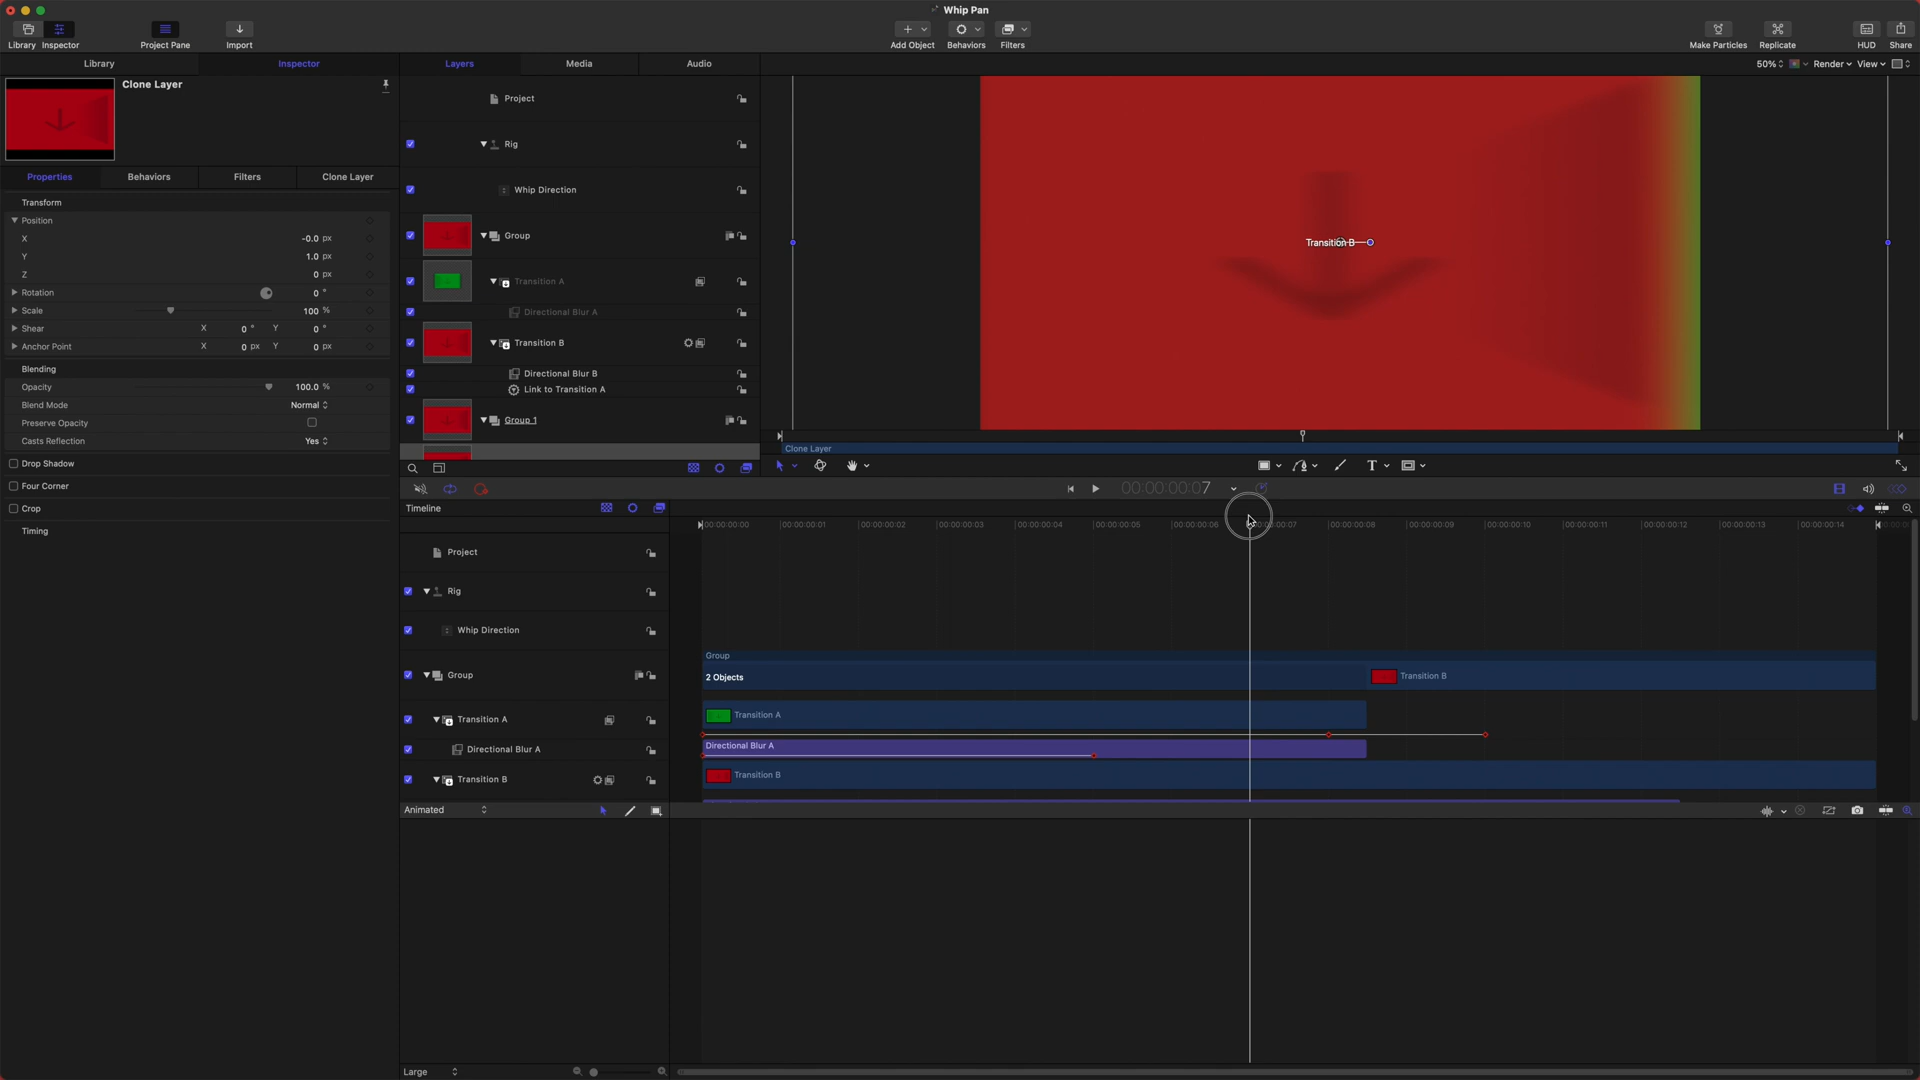 Whip Pan
Library Inspector Project Pane Import Add Object Behaviors Filters Make Particles Replicate HUD Share
Library Inspector Layers Media Audio 50% Render View
Clone Layer
Properties Behaviors Filters Clone Layer
Transform
Position
X -0.0 px
Y 1.0 px
Z 0 px
Rotation 0 °
Scale 100 %
Shear X 0 ° Y 0 °
Anchor Point X 0 px Y 0 px
Blending
Opacity 100.0 %
Blend Mode Normal
Preserve Opacity
Casts Reflection Yes
Drop Shadow
Four Corner
Crop
Timing
Project
Rig
Whip Direction
Group
Transition A
Directional Blur A
Transition B
Directional Blur B
Link to Transition A
Group 1
Transition B
Clone Layer
T
00:00:00:07
Timeline
00:00:00:00 00:00:00:01 00:00:00:02 00:00:00:03 00:00:00:04 00:00:00:05 00:00:00:06 00:00:00:07 00:00:00:08 00:00:00:09 00:00:00:10 00:00:00:11 00:00:00:12 00:00:00:13 00:00:00:14
Project
Rig
Whip Direction
Group
Group
2 Objects Transition B
Transition A Transition A
Directional Blur A Directional Blur A
Transition B Transition B
Animated
Large